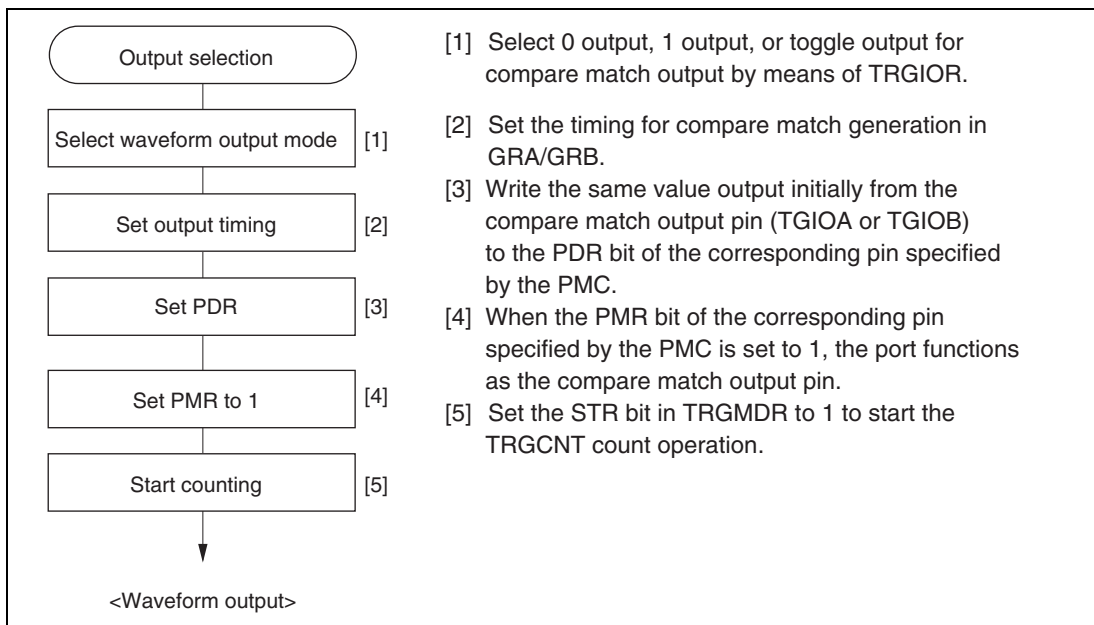 Output selection
Select waveform output mode [1]
Set output timing [2]
Set PDR [3]
Set PMR to 1 [4]
Start counting [5]
<Waveform output>
[1] Select 0 output, 1 output, or toggle output for
compare match output by means of TRGIOR.
[2] Set the timing for compare match generation in
GRA/GRB.
[3] Write the same value output initially from the
compare match output pin (TGIOA or TGIOB)
to the PDR bit of the corresponding pin specified
by the PMC.
[4] When the PMR bit of the corresponding pin
specified by the PMC is set to 1, the port functions
as the compare match output pin.
[5] Set the STR bit in TRGMDR to 1 to start the
TRGCNT count operation.